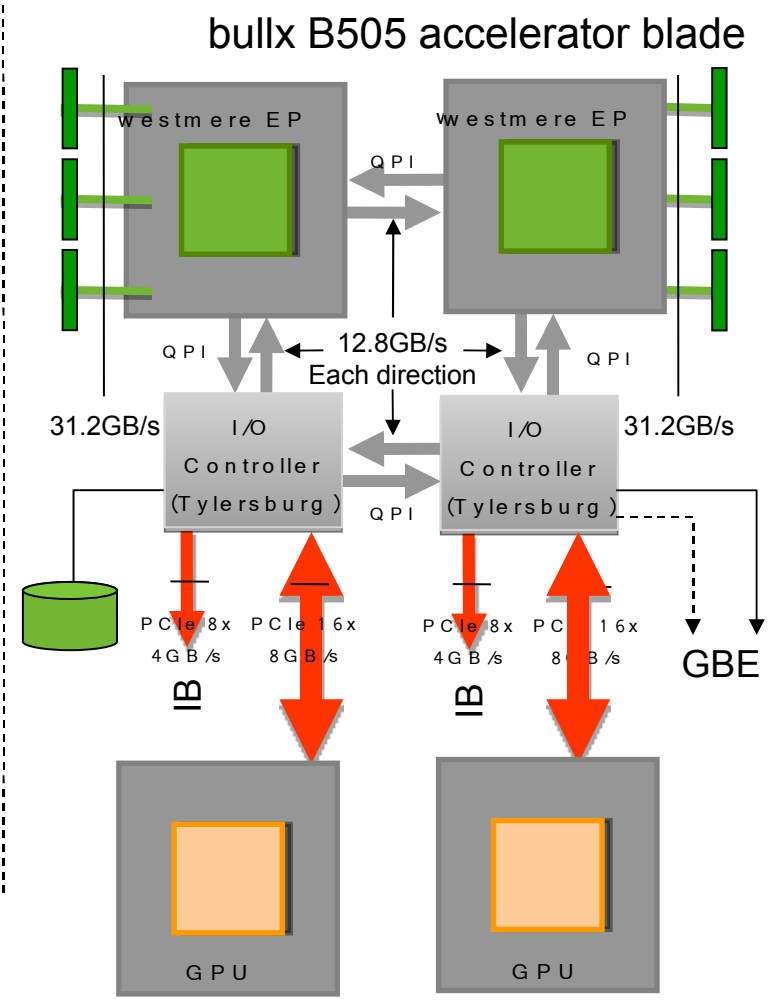 bullx B505 accelerator blade
Westmere EP
Westmere EP
QPI
QPI
12.8GB/s
Each direction
QPI
31.2GB/s
31.2GB/s
I/O
Controller
(Tylersburg)
I/O
Controller
(Tylersburg)
QPI
PCIe 8x
4GB/s
PCIe 16x
8GB/s
PCIe 8x
4GB/s
PCIe 16x
8GB/s
IB
IB
GBE
GPU
GPU